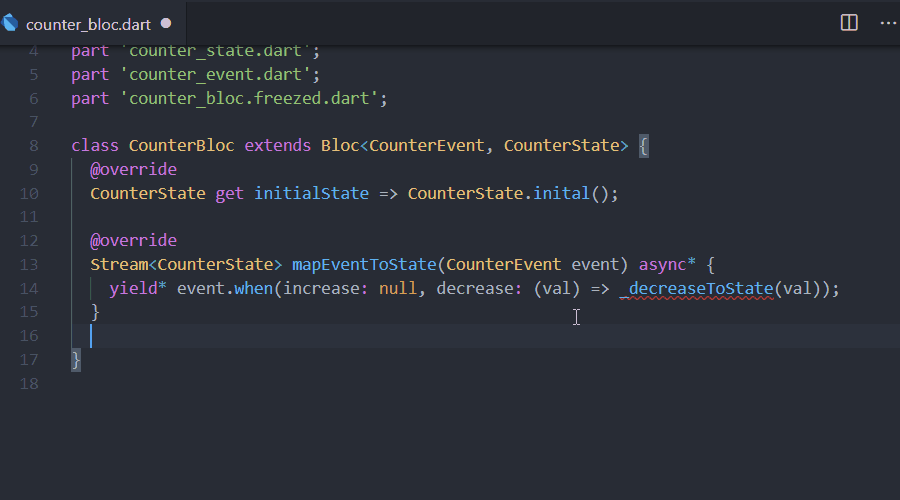 counter_bloc.dart
4 part 'counter_state.dart';
5 part 'counter_event.dart';
6 part 'counter_bloc.freezed.dart';
7
8 class CounterBloc extends Bloc<CounterEvent, CounterState> {
9 @override
10 CounterState get initialState => CounterState.inital();
11
12 @override
13 Stream<CounterState> mapEventToState(CounterEvent event) async* {
14 yield* event.when(increase: null, decrease: (val) => _decreaseToState(val));
15 }
16
17 }
18